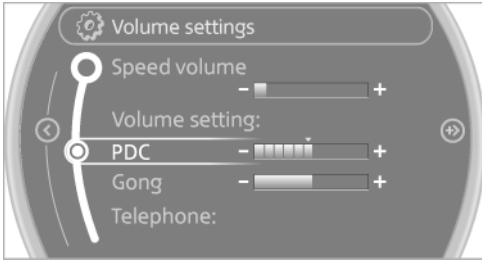 Volume settings
Speed volume
- +
Volume setting:
PDC - +
Gong - +
Telephone: